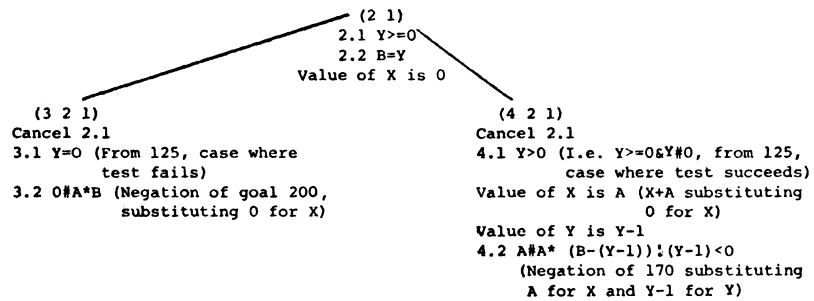 (2 1)
2.1 Y>=0
2.2 B=Y
Value of X is 0
(3 2 1)
Cancel 2.1
3.1 Y=0 (From 125, case where
test fails)
3.2 0#A*B (Negation of goal 200,
substituting 0 for X)
(4 2 1)
Cancel 2.1
4.1 Y>0 (I.e. Y>=0&Y#0, from 125,
case where test succeeds)
Value of X is A (X+A substituting
0 for X)
Value of Y is Y-1
4.2 A#A* (B-(Y-1))!(Y-1)<0
(Negation of 170 substituting
A for X and Y-1 for Y)